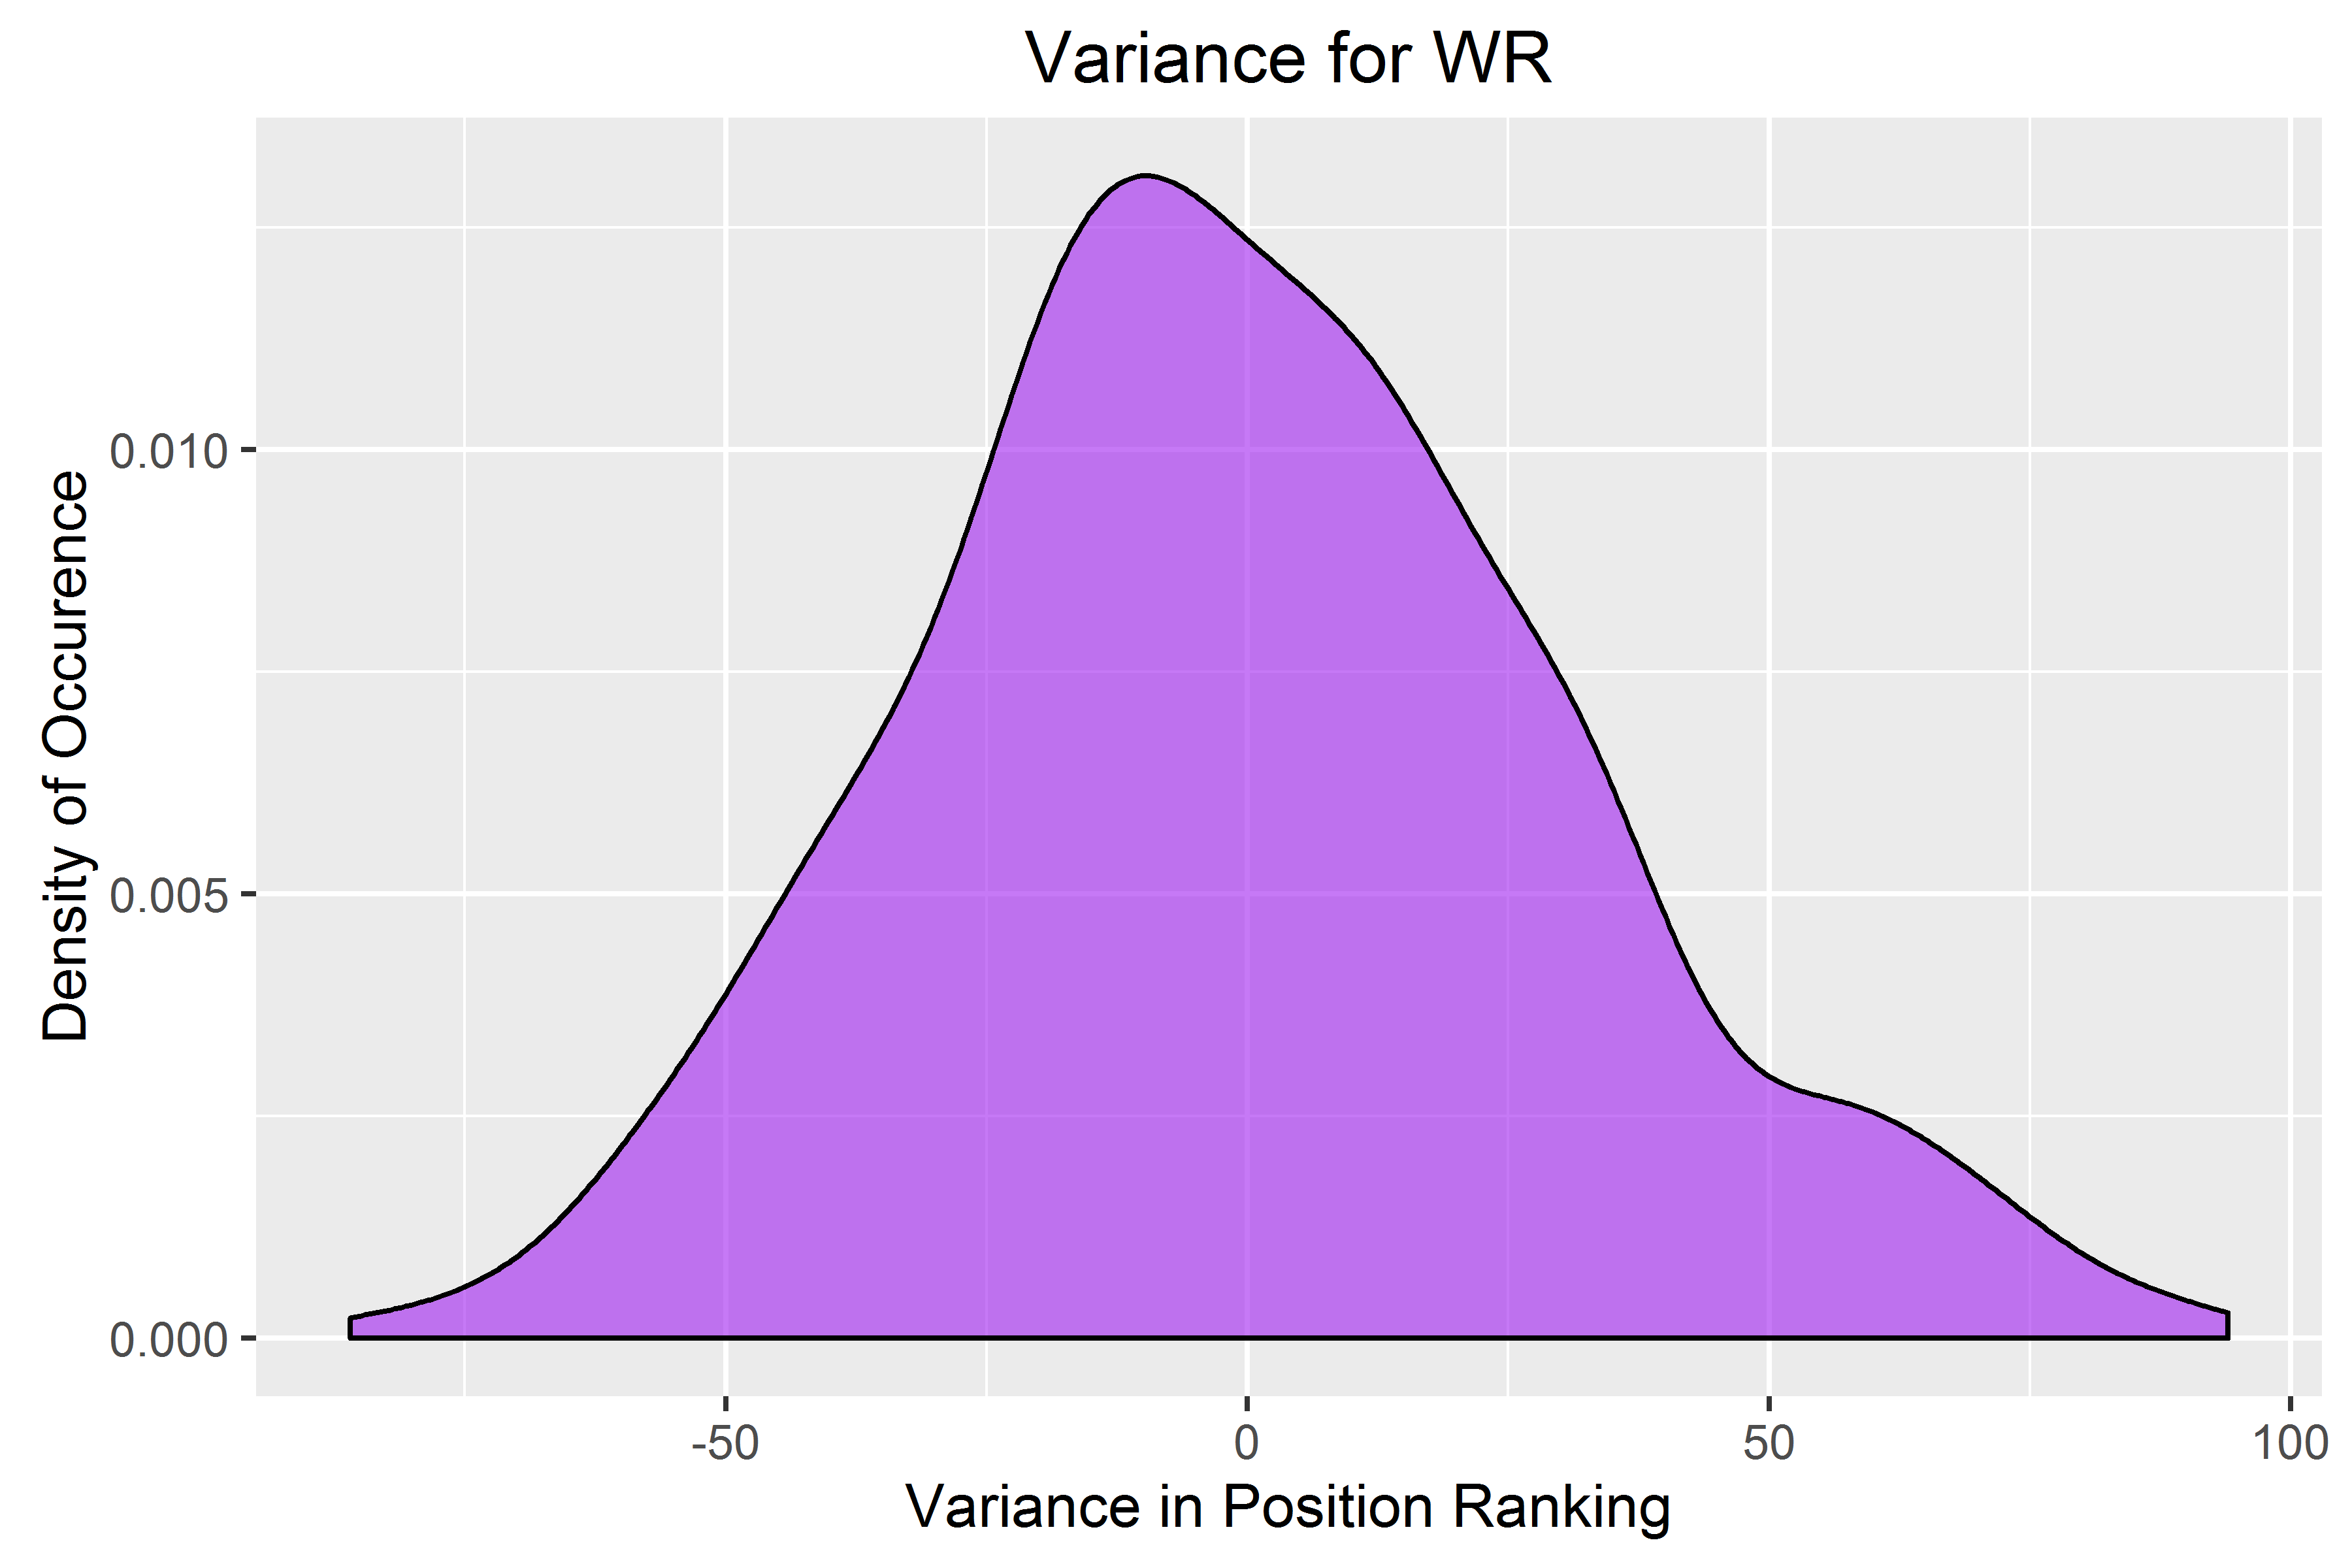 Variance for WR
Density of Occurence
0.010
0.005
0.000
-50 0 50 100
Variance in Position Ranking